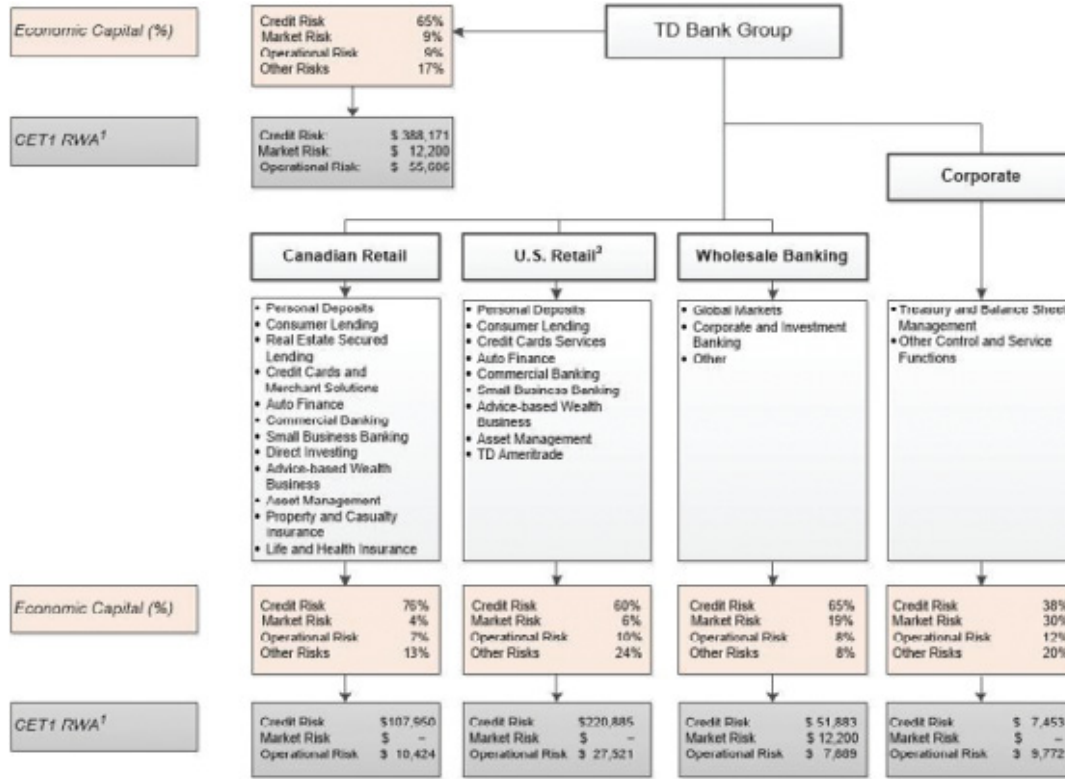 TD Bank Group
Economic Capital (%)
Credit Risk 65%
Market Risk 9%
Operational Risk 9%
Other Risks 17%
CET1 RWA¹
Credit Risk: $ 388,171
Market Risk: $ 12,200
Operational Risk: $ 55,606
Corporate
Canadian Retail
• Personal Deposits
• Consumer Lending
• Real Estate Secured
Lending
• Credit Cards and
Merchant Solutions
• Auto Finance
• Commercial Banking
• Small Business Banking
• Direct Investing
• Advice-based Wealth
Business
• Asset Management
• Property and Casualty
Insurance
• Life and Health Insurance
U.S. Retail²
• Personal Deposits
• Consumer Lending
• Credit Cards Services
• Auto Finance
• Commercial Banking
• Small Business Banking
• Advice-based Wealth
Business
• Asset Management
• TD Ameritrade
Wholesale Banking
• Global Markets
• Corporate and Investment
Banking
• Other
• Treasury and Balance Sheet
Management
• Other Control and Service
Functions
Economic Capital (%)
Credit Risk 76%
Market Risk 4%
Operational Risk 7%
Other Risks 13%
Credit Risk 60%
Market Risk 6%
Operational Risk 10%
Other Risks 24%
Credit Risk 65%
Market Risk 19%
Operational Risk 8%
Other Risks 8%
Credit Risk 38%
Market Risk 30%
Operational Risk 12%
Other Risks 20%
CET1 RWA¹
Credit Risk $107,950
Market Risk $ –
Operational Risk $ 10,424
Credit Risk $220,885
Market Risk $ –
Operational Risk $ 27,521
Credit Risk $ 51,883
Market Risk $ 12,200
Operational Risk $ 7,889
Credit Risk $ 7,453
Market Risk $ –
Operational Risk $ 9,772